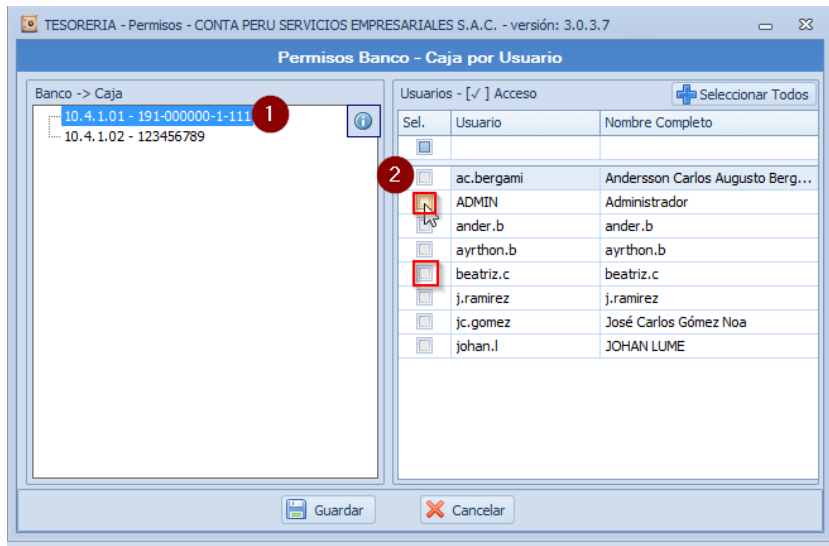 TESORERIA - Permisos - CONTA PERU SERVICIOS EMPRESARIALES S.A.C. - versión: 3.0.3.7
Permisos Banco - Caja por Usuario
Banco -> Caja
10.4.1.01 - 191-000000-1-111
1
10.4.1.02 - 123456789
Usuarios - [✓] Acceso
Seleccionar Todos
Sel. Usuario Nombre Completo
2
ac.bergami Andersson Carlos Augusto Berg...
ADMIN Administrador
ander.b ander.b
ayrthon.b ayrthon.b
beatriz.c beatriz.c
j.ramirez j.ramirez
jc.gomez José Carlos Gómez Noa
johan.l JOHAN LUME
Guardar Cancelar